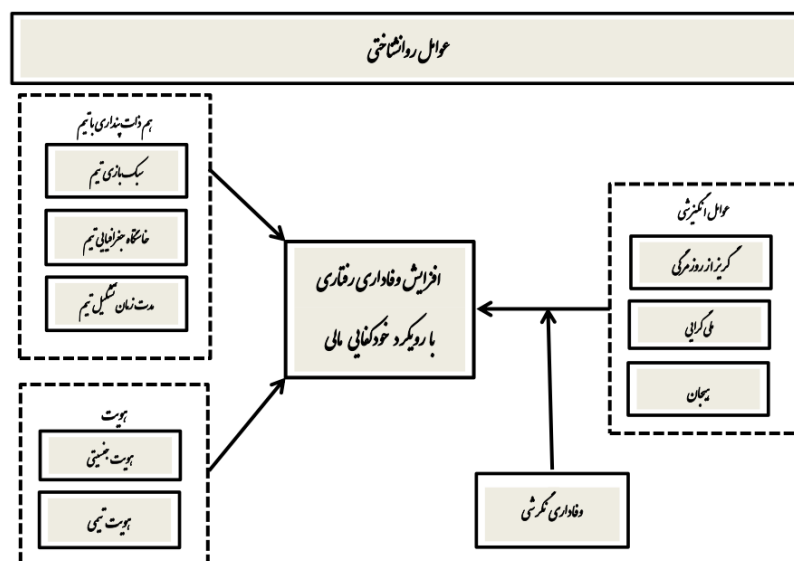 عوامل روانشناختی
هم ذات پنداری با تیم
سبک بازی تیم
خاستگاه جغرافیایی تیم
مدت زمان تشکیل تیم
هویت
هویت جنسیتی
هویت تیمی
افزایش وفاداری رفتاری
با رویکرد خودکفایی مالی
عوامل انگیزشی
گریز از روزمرگی
ملی گرایی
هیجان
وفاداری نگرشی